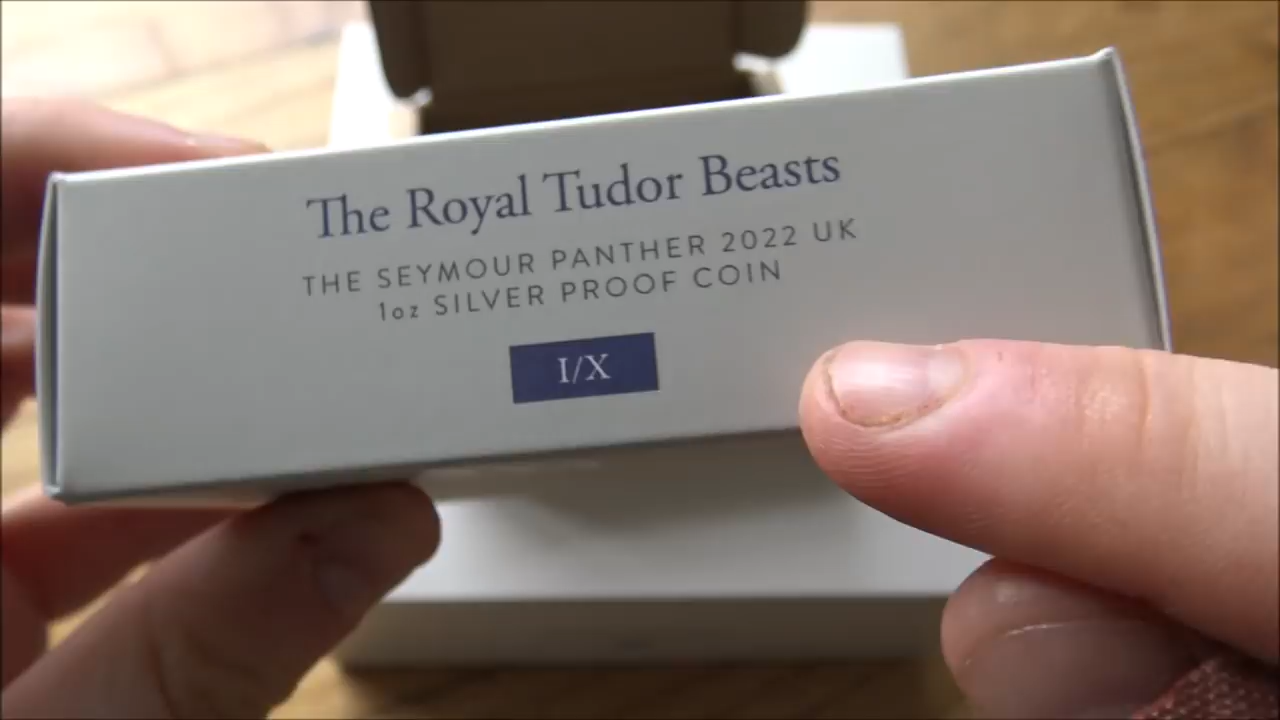 The Royal Tudor Beasts
THE SEYMOUR PANTHER 2022 UK
1oz SILVER PROOF COIN
I/X